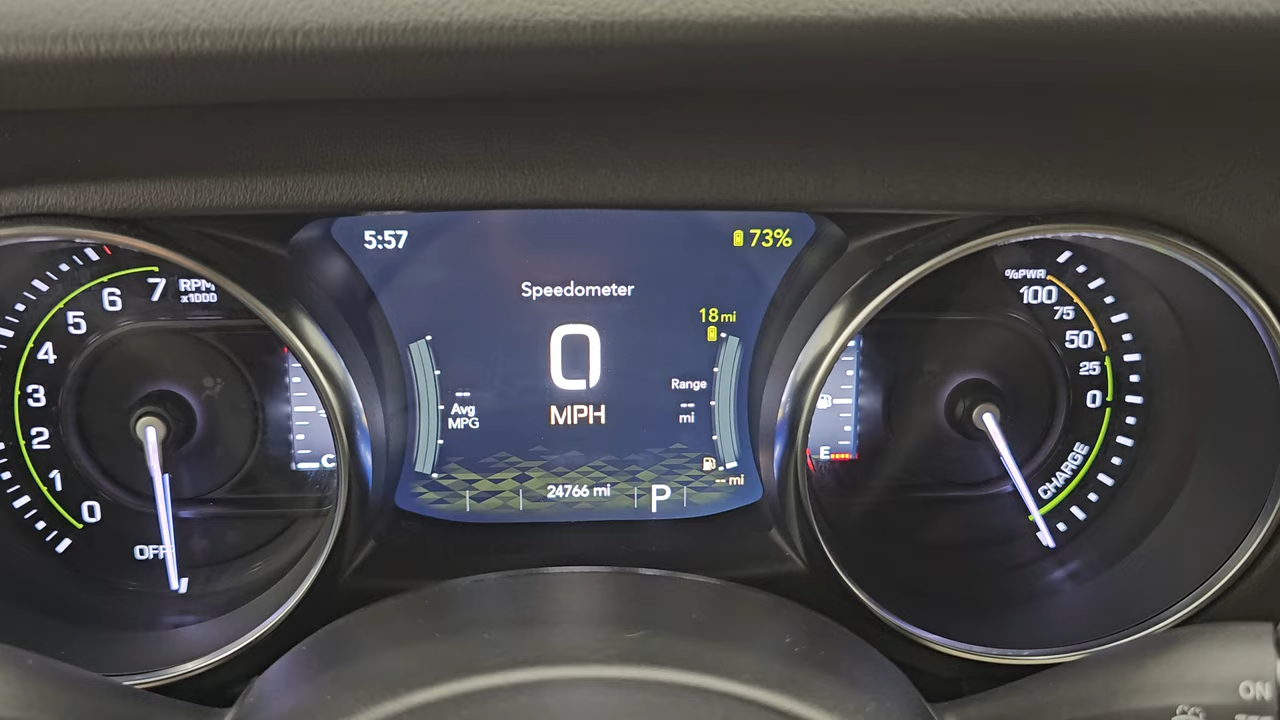 5:57
73%
Speedometer
0
MPH
18 mi
--
Avg
MPG
Range
--
mi
-- mi
24766 mi
P
RPM
x1000
7
6
5
4
3
2
1
0
OFF
C
E
%PWR
100
75
50
25
0
CHARGE
ON